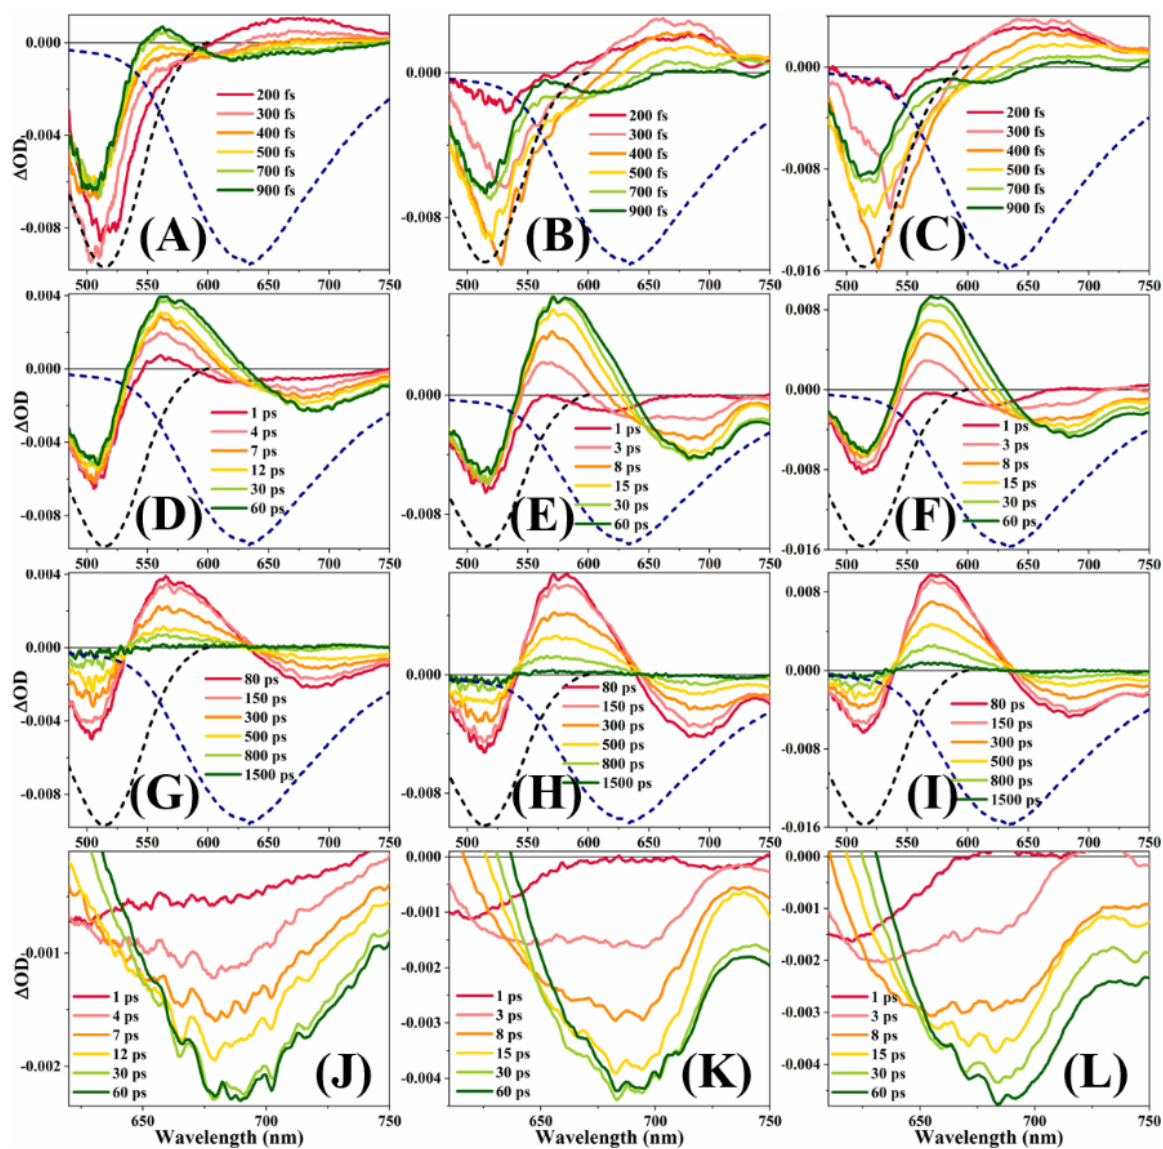 ΔOD
0.000
-0.004
-0.008
200 fs
300 fs
400 fs
500 fs
700 fs
900 fs
(A)
500 550 600 650 700 750
0.000
-0.008
200 fs
300 fs
400 fs
500 fs
700 fs
900 fs
(B)
500 550 600 650 700 750
0.000
-0.008
-0.016
200 fs
300 fs
400 fs
500 fs
700 fs
900 fs
(C)
500 550 600 650 700 750
ΔOD
0.004
0.000
-0.004
-0.008
1 ps
4 ps
7 ps
12 ps
30 ps
60 ps
(D)
500 550 600 650 700 750
0.000
-0.008
1 ps
3 ps
8 ps
15 ps
30 ps
60 ps
(E)
500 550 600 650 700 750
0.008
0.000
-0.008
-0.016
1 ps
3 ps
8 ps
15 ps
30 ps
60 ps
(F)
500 550 600 650 700 750
0.004
0.000
-0.004
-0.008
80 ps
150 ps
300 ps
500 ps
800 ps
1500 ps
(G)
500 550 600 650 700 750
0.000
-0.008
80 ps
150 ps
300 ps
500 ps
800 ps
1500 ps
(H)
500 550 600 650 700 750
0.008
0.000
-0.008
-0.016
80 ps
150 ps
300 ps
500 ps
800 ps
1500 ps
(I)
500 550 600 650 700 750
ΔOD
-0.001
-0.002
1 ps
4 ps
7 ps
12 ps
30 ps
60 ps
(J)
650 700 750
Wavelength (nm)
0.000
-0.001
-0.002
-0.003
-0.004
1 ps
3 ps
8 ps
15 ps
30 ps
60 ps
(K)
650 700 750
Wavelength (nm)
0.000
-0.001
-0.002
-0.003
-0.004
1 ps
3 ps
8 ps
15 ps
30 ps
60 ps
(L)
650 700 750
Wavelength (nm)